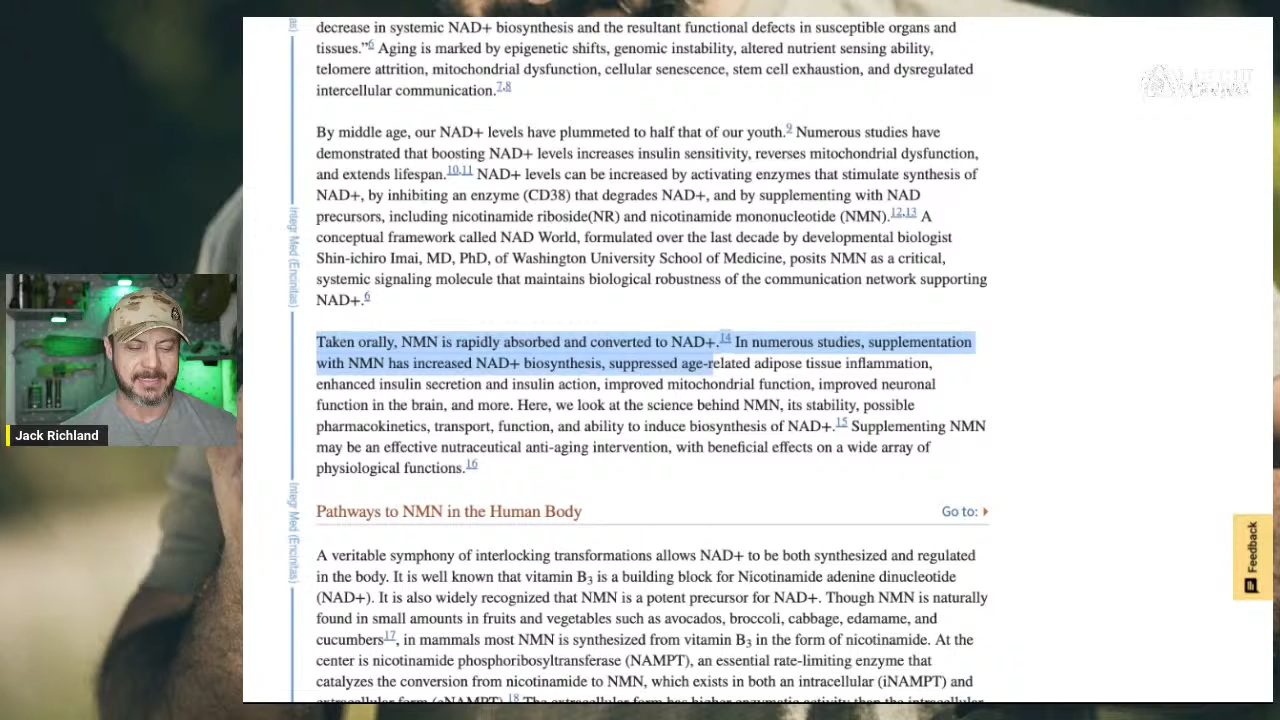 decrease in systemic NAD+ biosynthesis and the resultant functional defects in susceptible organs and
tissues.”6 Aging is marked by epigenetic shifts, genomic instability, altered nutrient sensing ability,
telomere attrition, mitochondrial dysfunction, cellular senescence, stem cell exhaustion, and dysregulated
intercellular communication.7,8
By middle age, our NAD+ levels have plummeted to half that of our youth.9 Numerous studies have
demonstrated that boosting NAD+ levels increases insulin sensitivity, reverses mitochondrial dysfunction,
and extends lifespan.10,11 NAD+ levels can be increased by activating enzymes that stimulate synthesis of
NAD+, by inhibiting an enzyme (CD38) that degrades NAD+, and by supplementing with NAD
precursors, including nicotinamide riboside(NR) and nicotinamide mononucleotide (NMN).12,13 A
conceptual framework called NAD World, formulated over the last decade by developmental biologist
Shin-ichiro Imai, MD, PhD, of Washington University School of Medicine, posits NMN as a critical,
systemic signaling molecule that maintains biological robustness of the communication network supporting
NAD+.6
Taken orally, NMN is rapidly absorbed and converted to NAD+.14 In numerous studies, supplementation
with NMN has increased NAD+ biosynthesis, suppressed age-related adipose tissue inflammation,
enhanced insulin secretion and insulin action, improved mitochondrial function, improved neuronal
function in the brain, and more. Here, we look at the science behind NMN, its stability, possible
pharmacokinetics, transport, function, and ability to induce biosynthesis of NAD+.15 Supplementing NMN
may be an effective nutraceutical anti-aging intervention, with beneficial effects on a wide array of
physiological functions.16
Jack Richland
Pathways to NMN in the Human Body Go to:
Feedback
A veritable symphony of interlocking transformations allows NAD+ to be both synthesized and regulated
in the body. It is well known that vitamin B3 is a building block for Nicotinamide adenine dinucleotide
(NAD+). It is also widely recognized that NMN is a potent precursor for NAD+. Though NMN is naturally
found in small amounts in fruits and vegetables such as avocados, broccoli, cabbage, edamame, and
cucumbers17, in mammals most NMN is synthesized from vitamin B3 in the form of nicotinamide. At the
center is nicotinamide phosphoribosyltransferase (NAMPT), an essential rate-limiting enzyme that
catalyzes the conversion from nicotinamide to NMN, which exists in both an intracellular (iNAMPT) and
extracellular form (eNAMPT).18 The extracellular form has higher enzymatic activity than the intracellular